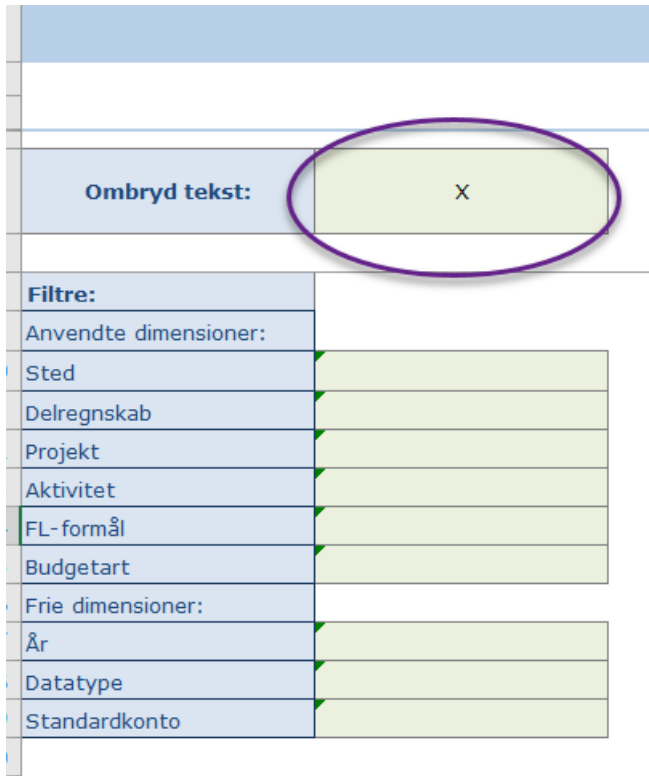 Ombryd tekst: X
Filtre:
Anvendte dimensioner:
Sted
Delregnskab
Projekt
Aktivitet
FL-formål
Budgetart
Frie dimensioner:
År
Datatype
Standardkonto